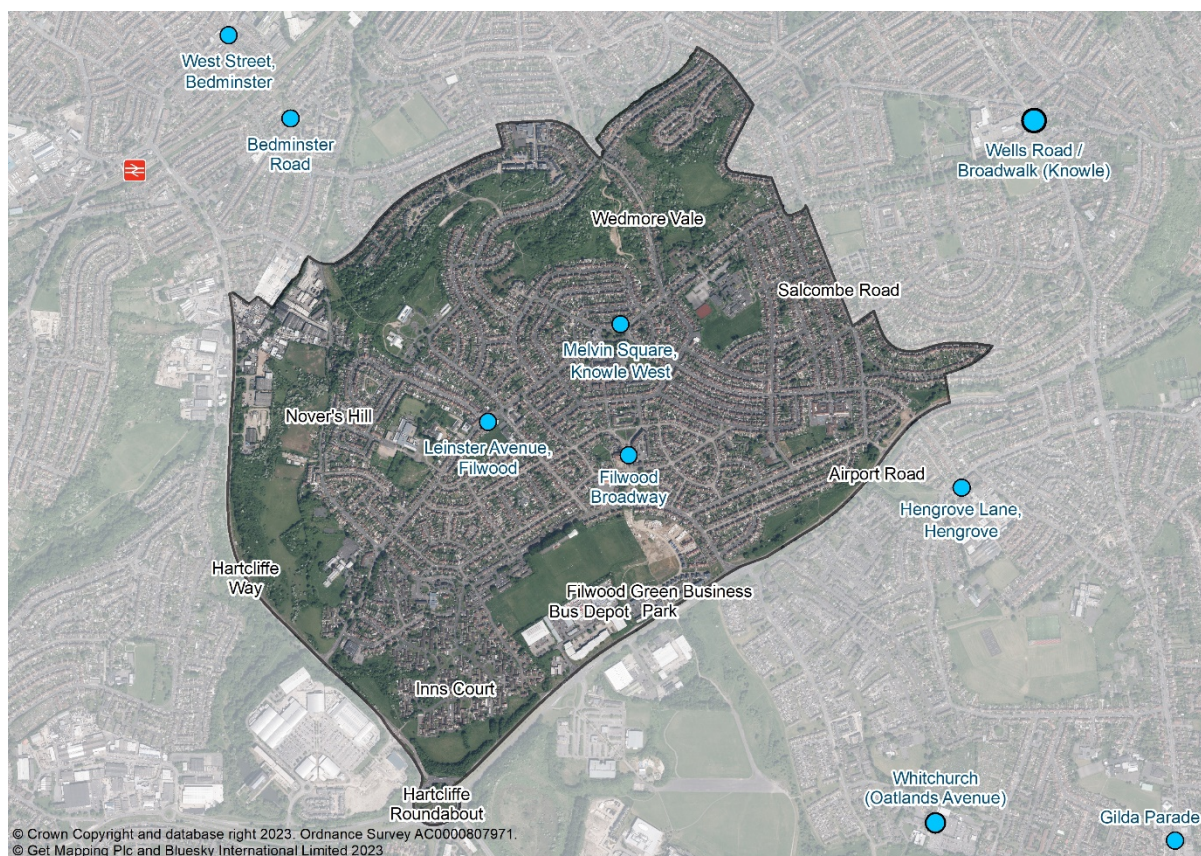 West Street,
Bedminster
Bedminster
Road
Wells Road /
Broadwalk (Knowle)
Wedmore Vale
Salcombe Road
Melvin Square,
Knowle West
Nover's Hill
Leinster Avenue,
Filwood
Filwood
Broadway
Airport Road
Hengrove Lane,
Hengrove
Hartcliffe
Way
Filwood Green Business
Park
Bus Depot
Inns Court
Hartcliffe
Roundabout
Whitchurch
(Oatlands Avenue)
Gilda Parade
© Crown Copyright and database right 2023. Ordnance Survey AC0000807971.
© Get Mapping Plc and Bluesky International Limited 2023